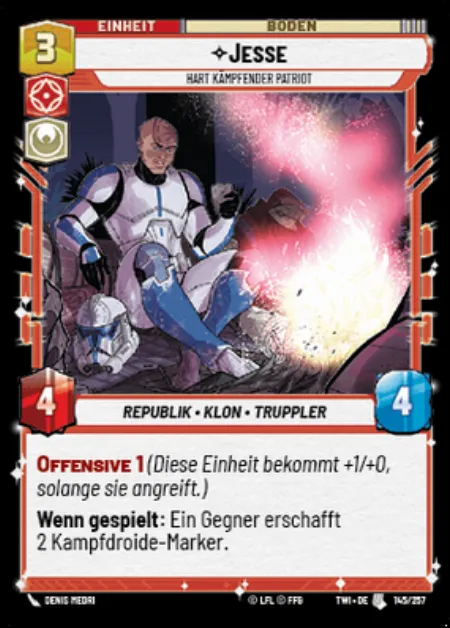 EINHEIT
BODEN
3
JESSE
HART KÄMPFENDER PATRIOT
4
REPUBLIK • KLON • TRUPPLER
4
OFFENSIVE 1 (Diese Einheit bekommt +1/+0,
solange sie angreift.)
Wenn gespielt: Ein Gegner erschafft
2 Kampfdroide-Marker.
DENIS MEDRI
© LFL © FFG
TWI • DE
145/257